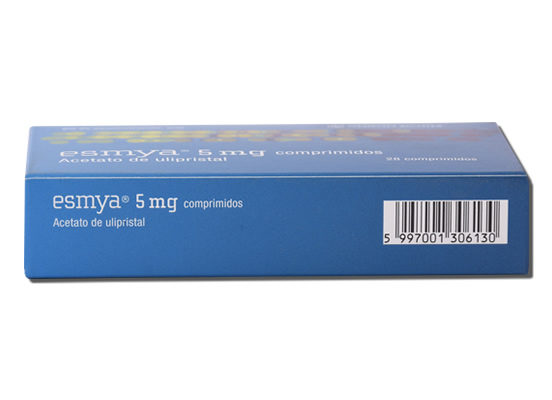 esmya® 5 mg comprimidos
Acetato de ulipristal
28 comprimidos
esmya® 5 mg comprimidos
Acetato de ulipristal
5 997001 306130